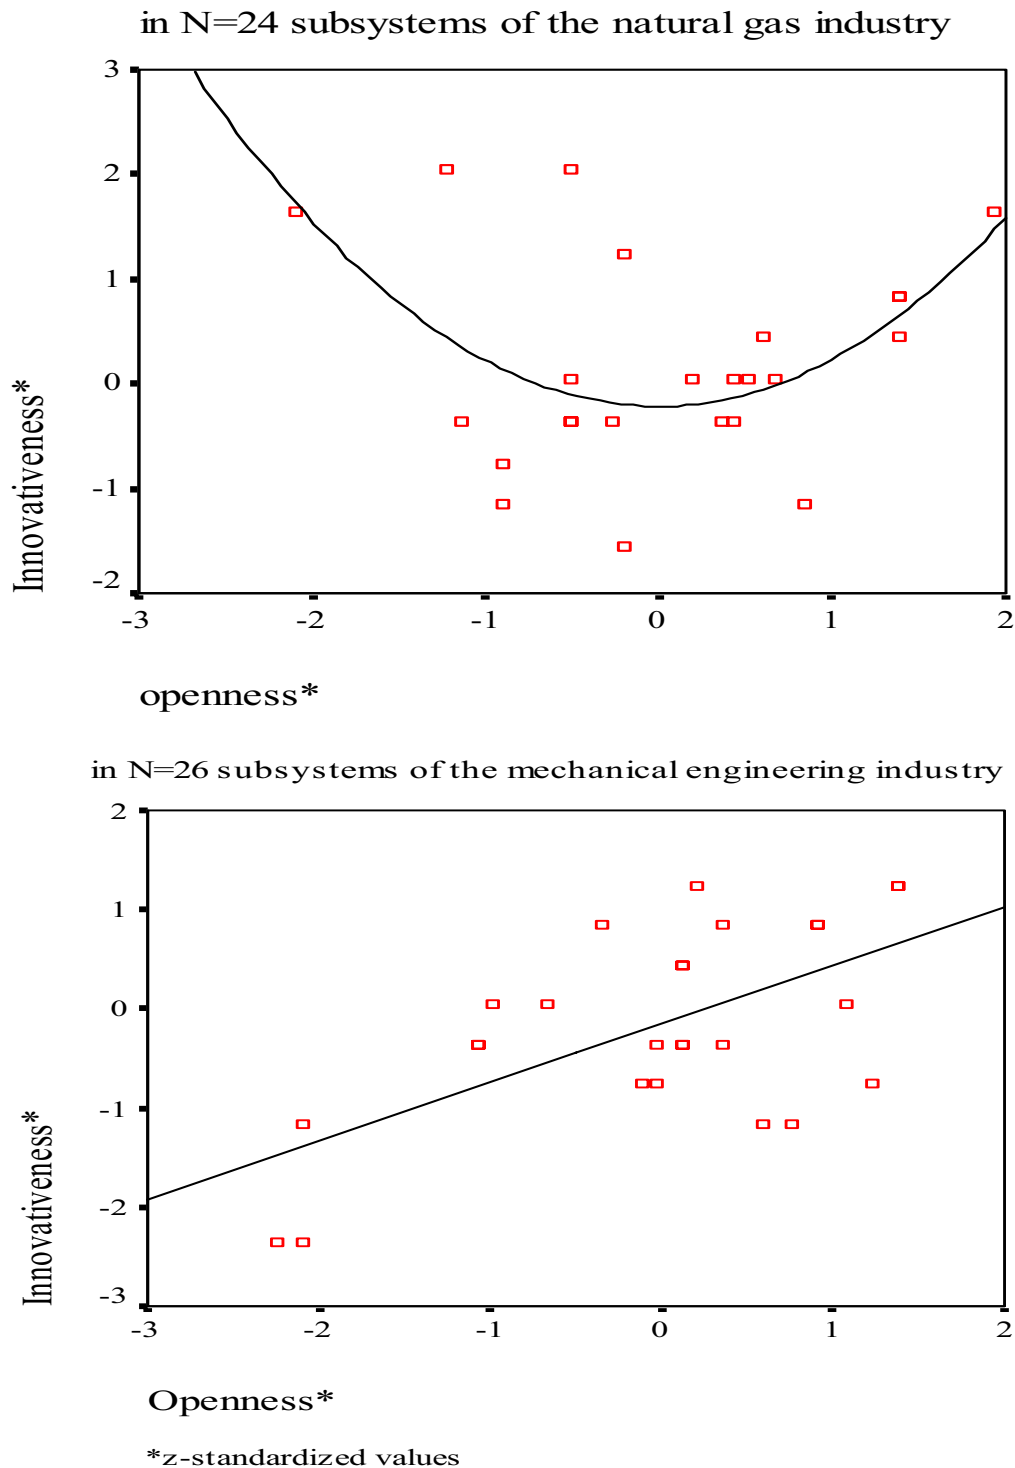 in N=24 subsystems of the natural gas industry
3
2
1
0
-1
-2
Innovativeness*
-3 -2 -1 0 1 2
openness*
in N=26 subsystems of the mechanical engineering industry
2
1
0
-1
-2
-3
Innovativeness*
-3 -2 -1 0 1 2
Openness*
*z-standardized values